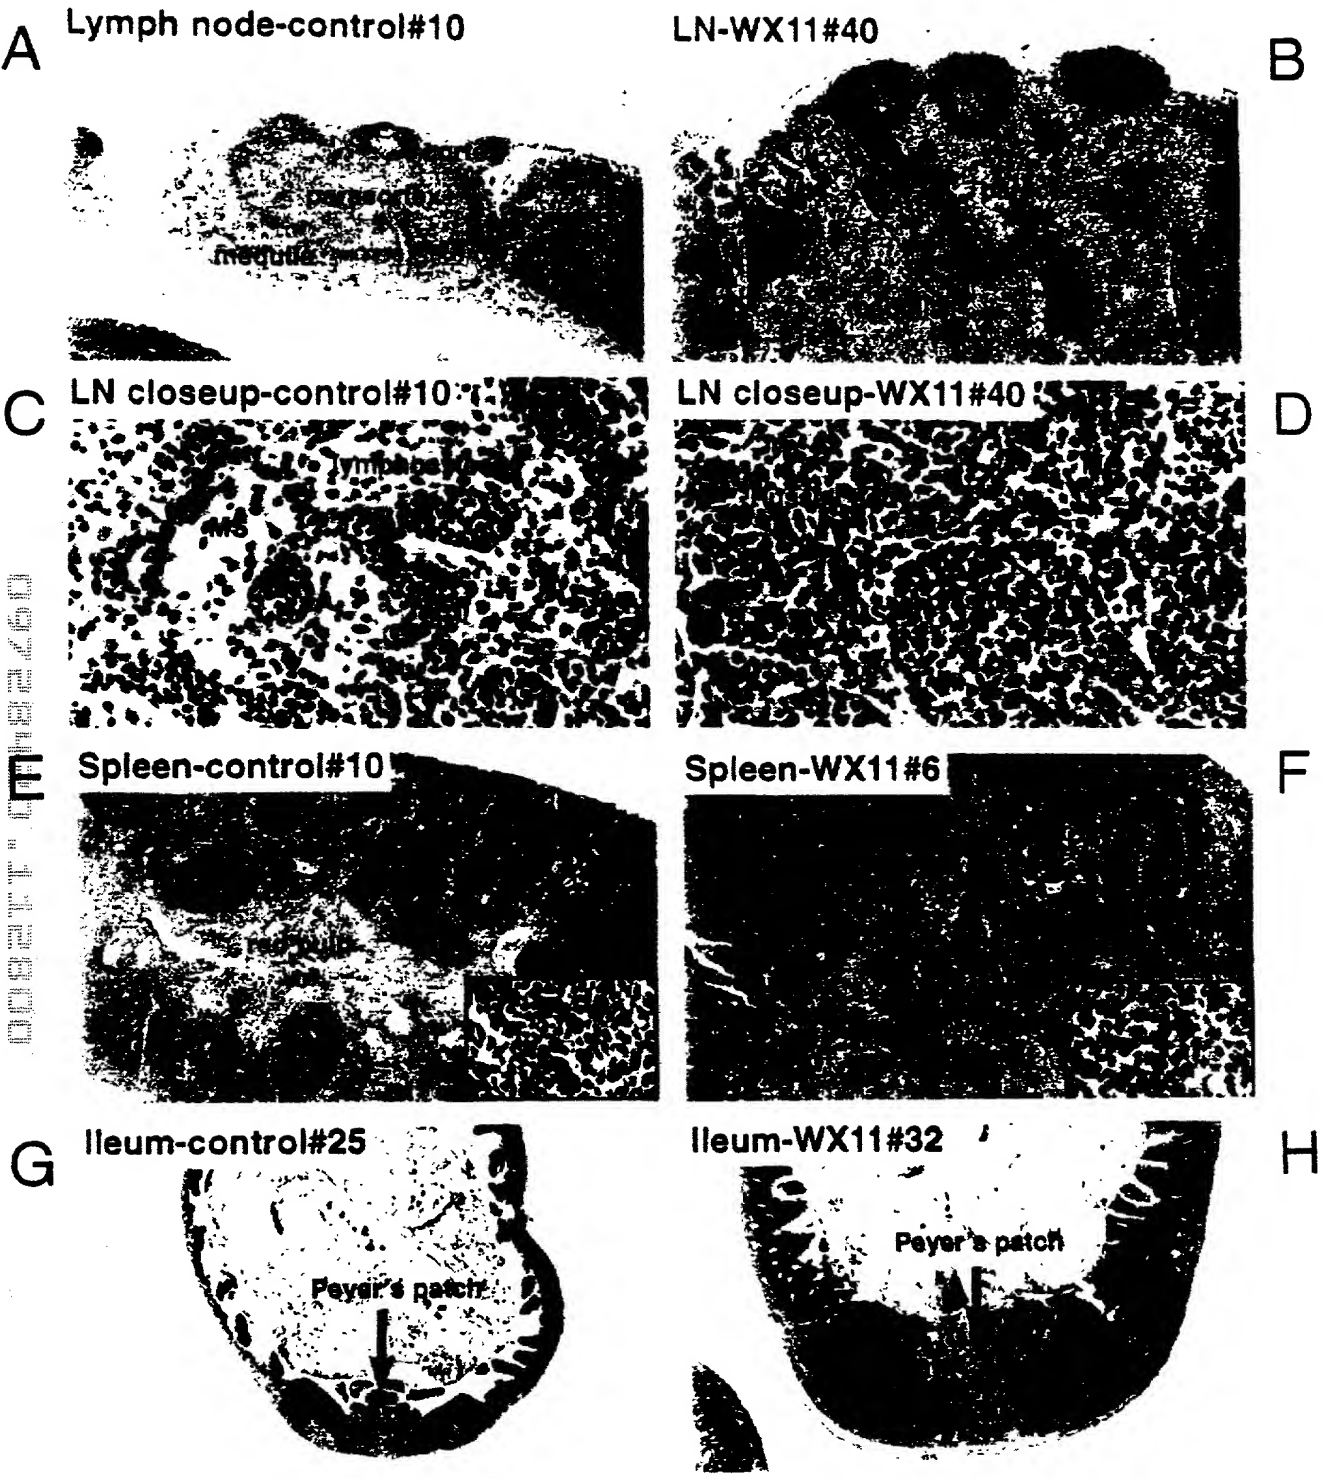 A
Lymph node-control#10
LN-WX11#40
B
paracortex
medulla
C
LN closeup-control#10
LN closeup-WX11#40
D
MS
E
Spleen-control#10
Spleen-WX11#6
F
red pulp
G
Ileum-control#25
Ileum-WX11#32
H
Peyer's patch
Peyer's patch